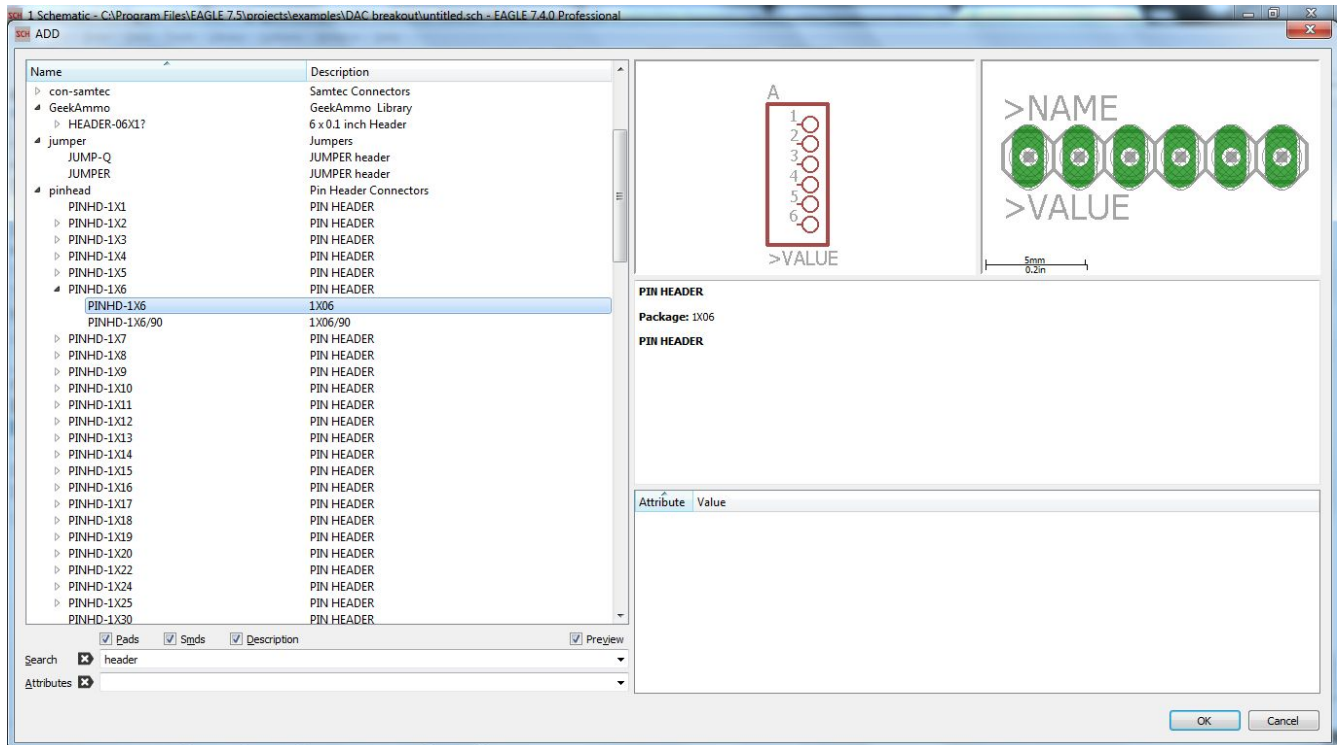 1 Schematic - C:\Program Files\EAGLE 7.5\projects\examples\DAC breakout\untitled.sch - EAGLE 7.4.0 Professional
SCH ADD
Name Description
con-samtec Samtec Connectors
GeekAmmo GeekAmmo Library
HEADER-06X1? 6 x 0.1 inch Header
jumper Jumpers
JUMP-Q JUMPER header
JUMPER JUMPER header
pinhead Pin Header Connectors
PINHD-1X1 PIN HEADER
PINHD-1X2 PIN HEADER
PINHD-1X3 PIN HEADER
PINHD-1X4 PIN HEADER
PINHD-1X5 PIN HEADER
PINHD-1X6 PIN HEADER
PINHD-1X6 1X06
PINHD-1X6/90 1X06/90
PINHD-1X7 PIN HEADER
PINHD-1X8 PIN HEADER
PINHD-1X9 PIN HEADER
PINHD-1X10 PIN HEADER
PINHD-1X11 PIN HEADER
PINHD-1X12 PIN HEADER
PINHD-1X13 PIN HEADER
PINHD-1X14 PIN HEADER
PINHD-1X15 PIN HEADER
PINHD-1X16 PIN HEADER
PINHD-1X17 PIN HEADER
PINHD-1X18 PIN HEADER
PINHD-1X19 PIN HEADER
PINHD-1X20 PIN HEADER
PINHD-1X22 PIN HEADER
PINHD-1X24 PIN HEADER
PINHD-1X25 PIN HEADER
PINHD-1X30 PIN HEADER
Pads Smds Description Preview
Search header
Attributes
A
1
2
3
4
5
6
>VALUE
>NAME
>VALUE
5mm
0.2in
PIN HEADER
Package: 1X06
PIN HEADER
Attribute Value
OK Cancel